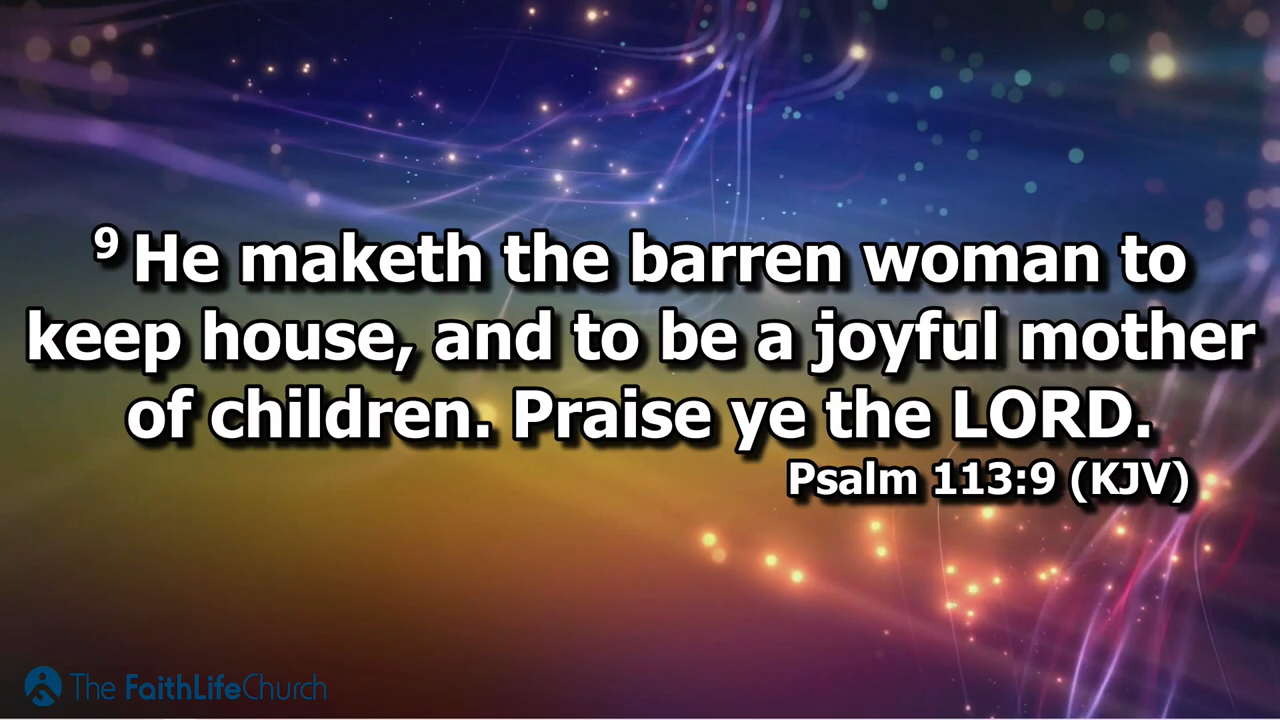 9 He maketh the barren woman to
keep house, and to be a joyful mother
of children. Praise ye the LORD.
Psalm 113:9 (KJV)
The FaithLifeChurch